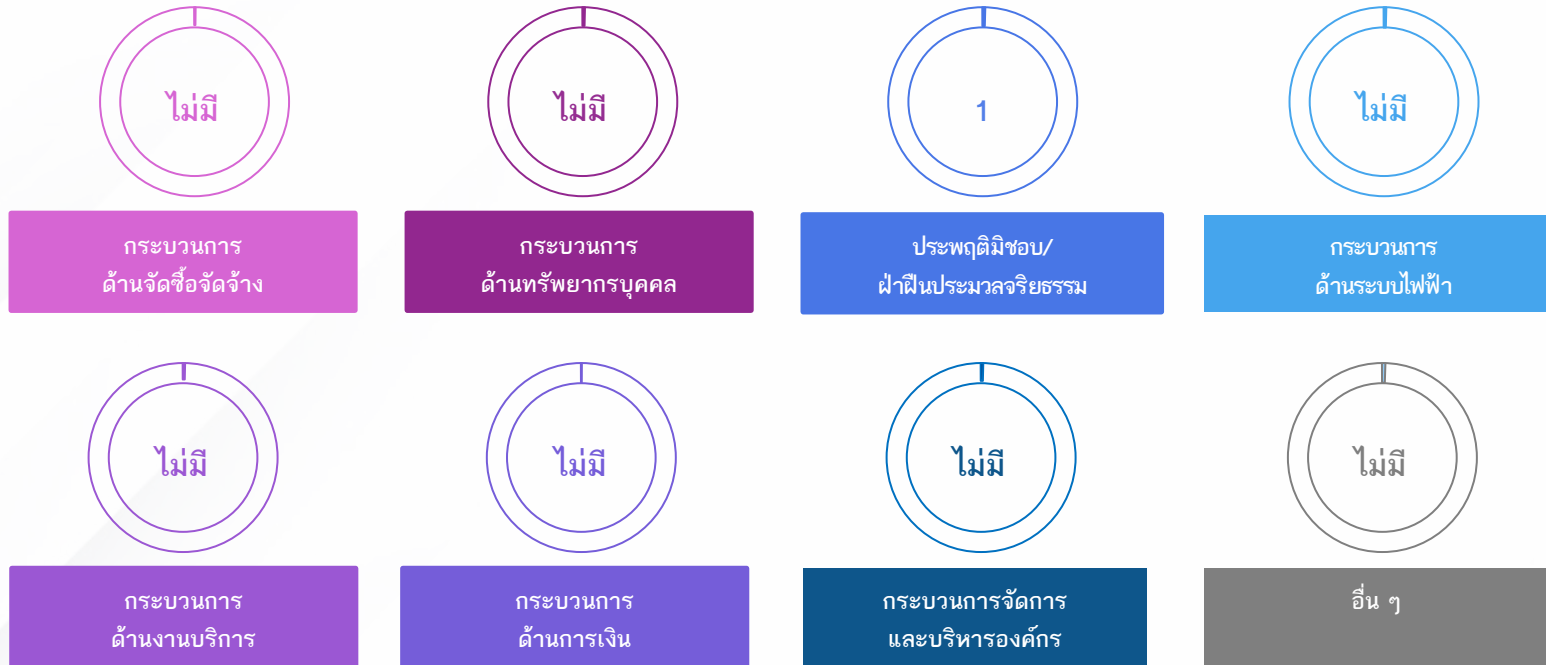 ไม่มี
กระบวนการ
ด้านจัดซื้อจัดจ้าง
ไม่มี
กระบวนการ
ด้านทรัพยากรบุคคล
1
ประพฤติมิชอบ/
ฝ่าฝืนประมวลจริยธรรม
ไม่มี
กระบวนการ
ด้านระบบไฟฟ้า
ไม่มี
กระบวนการ
ด้านงานบริการ
ไม่มี
กระบวนการ
ด้านการเงิน
ไม่มี
กระบวนการจัดการ
และบริหารองค์กร
ไม่มี
อื่น ๆ